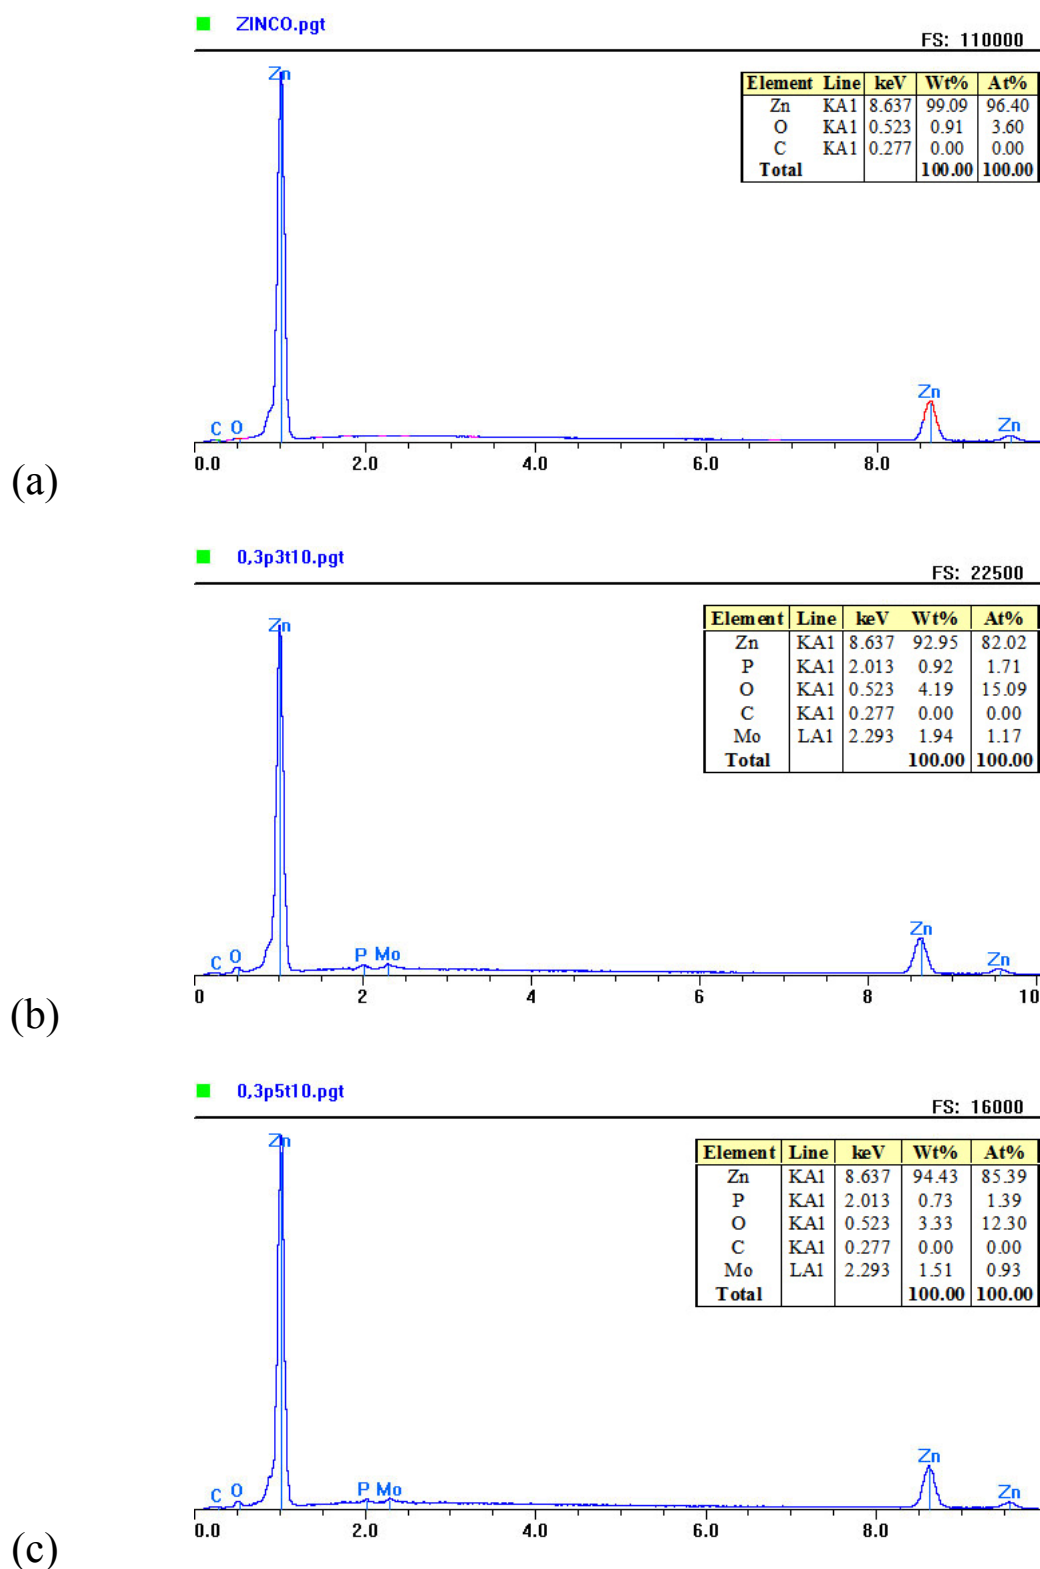 ZINCO.pgt
FS: 110000
Zn
Element Line keV Wt% At%
Zn KA1 8.637 99.09 96.40
O KA1 0.523 0.91 3.60
C KA1 0.277 0.00 0.00
Total 100.00 100.00
C O Zn Zn
0.0 2.0 4.0 6.0 8.0
(a)
0,3p3t10.pgt
FS: 22500
Zn
Element Line keV Wt% At%
Zn KA1 8.637 92.95 82.02
P KA1 2.013 0.92 1.71
O KA1 0.523 4.19 15.09
C KA1 0.277 0.00 0.00
Mo LA1 2.293 1.94 1.17
Total 100.00 100.00
C O P Mo Zn Zn
0 2 4 6 8 10
(b)
0,3p5t10.pgt
FS: 16000
Zn
Element Line keV Wt% At%
Zn KA1 8.637 94.43 85.39
P KA1 2.013 0.73 1.39
O KA1 0.523 3.33 12.30
C KA1 0.277 0.00 0.00
Mo LA1 2.293 1.51 0.93
Total 100.00 100.00
C O P Mo Zn Zn
0.0 2.0 4.0 6.0 8.0
(c)